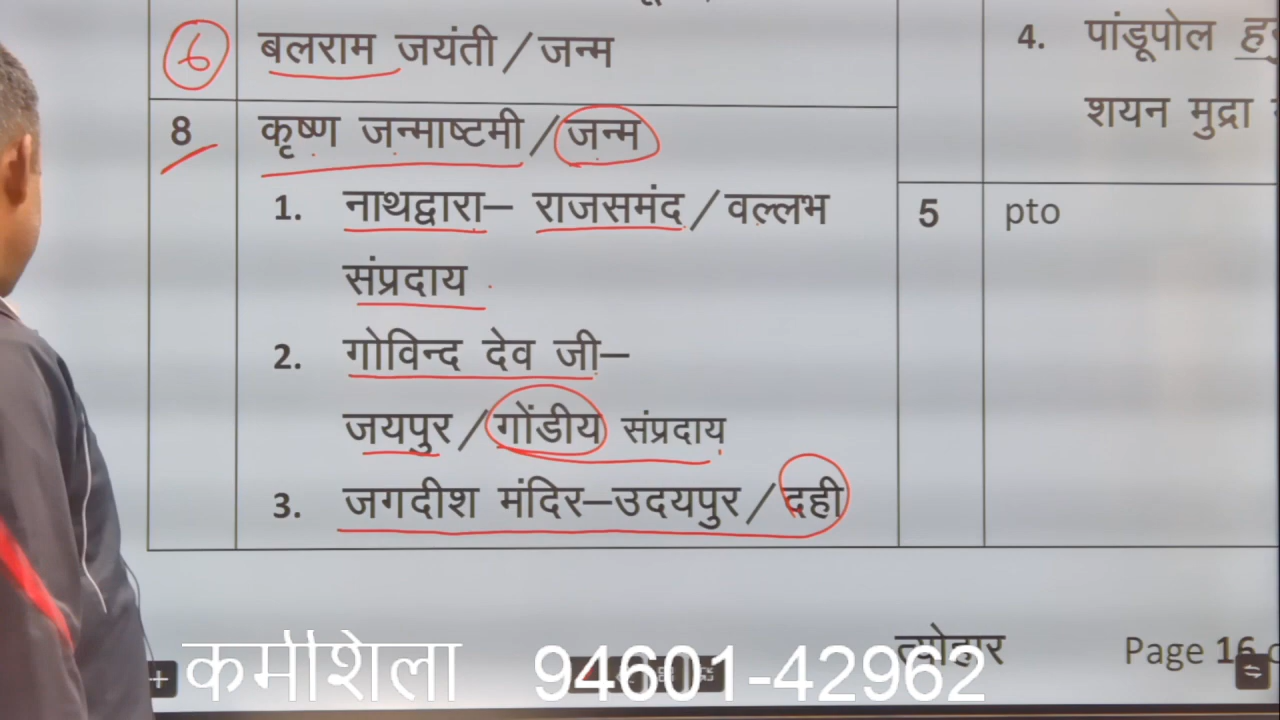 6 बलराम जयंती / जन्म
8 कृष्ण जन्माष्टमी / जन्म
1. नाथद्वारा– राजसमंद / वल्लभ
संप्रदाय
2. गोविन्द देव जी–
जयपुर / गोंडीय संप्रदाय
3. जगदीश मंदिर–उदयपुर / दही
4. पांडूपोल
शयन मुद्रा
5 pto
त्योहार Page 16
कर्मशिला 94601-42962